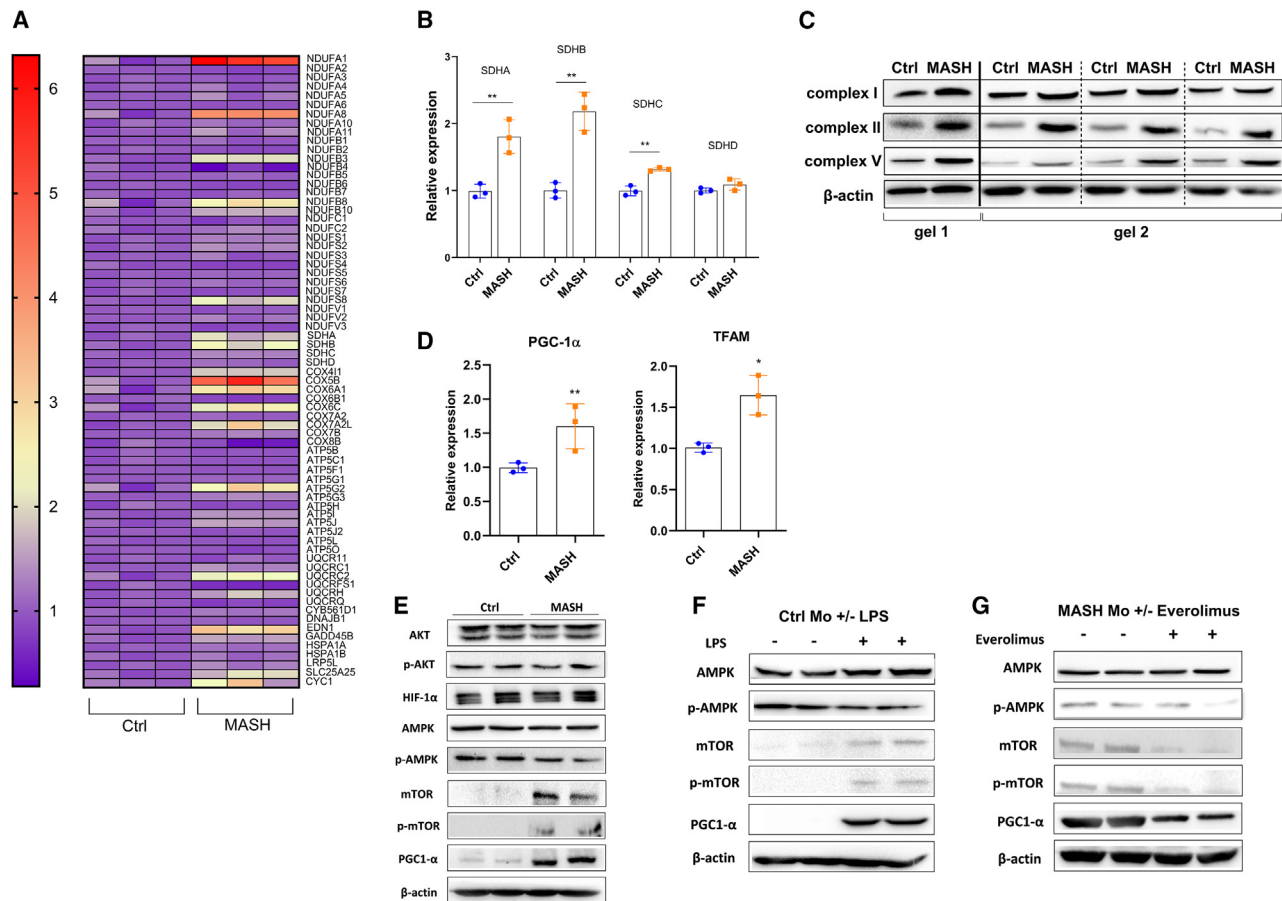 A
6
5
4
3
2
1
NDUFA1
NDUFA2
NDUFA3
NDUFA4
NDUFA5
NDUFA6
NDUFA8
NDUFA10
NDUFA11
NDUFB1
NDUFB2
NDUFB3
NDUFB4
NDUFB5
NDUFB6
NDUFB7
NDUFB8
NDUFB10
NDUFC1
NDUFC2
NDUFS1
NDUFS2
NDUFS3
NDUFS4
NDUFS5
NDUFS6
NDUFS7
NDUFS8
NDUFV1
NDUFV2
NDUFV3
SDHA
SDHB
SDHC
SDHD
COX4I1
COX5B
COX6A1
COX6B1
COX6C
COX7A2
COX7A2L
COX7B
COX8B
ATP5B
ATP5C1
ATP5F1
ATP5G1
ATP5G2
ATP5G3
ATP5H
ATP5I
ATP5J
ATP5J2
ATP5L
ATP5O
UQCR11
UQCRC1
UQCRC2
UQCRFS1
UQCRH
UQCRQ
CYB561D1
DNAJB1
EDN1
GADD45B
HSPA1A
HSPA1B
LRP5L
SLC25A25
CYC1
Ctrl MASH
B
Relative expression
3
2
1
0
SDHA
**
SDHB
**
SDHC
**
SDHD
Ctrl MASH Ctrl MASH Ctrl MASH Ctrl MASH
C
Ctrl MASH Ctrl MASH Ctrl MASH Ctrl MASH
complex I
complex II
complex V
β-actin
gel 1 gel 2
D
PGC-1α
Relative expression
2.5
2.0
1.5
1.0
0.5
0.0
**
Ctrl MASH
TFAM
Relative expression
2.0
1.5
1.0
0.5
0.0
*
Ctrl MASH
E
Ctrl MASH
AKT
p-AKT
HIF-1α
AMPK
p-AMPK
mTOR
p-mTOR
PGC1-α
β-actin
F
Ctrl Mo +/- LPS
LPS - - + +
AMPK
p-AMPK
mTOR
p-mTOR
PGC1-α
β-actin
G
MASH Mo +/- Everolimus
Everolimus - - + +
AMPK
p-AMPK
mTOR
p-mTOR
PGC1-α
β-actin